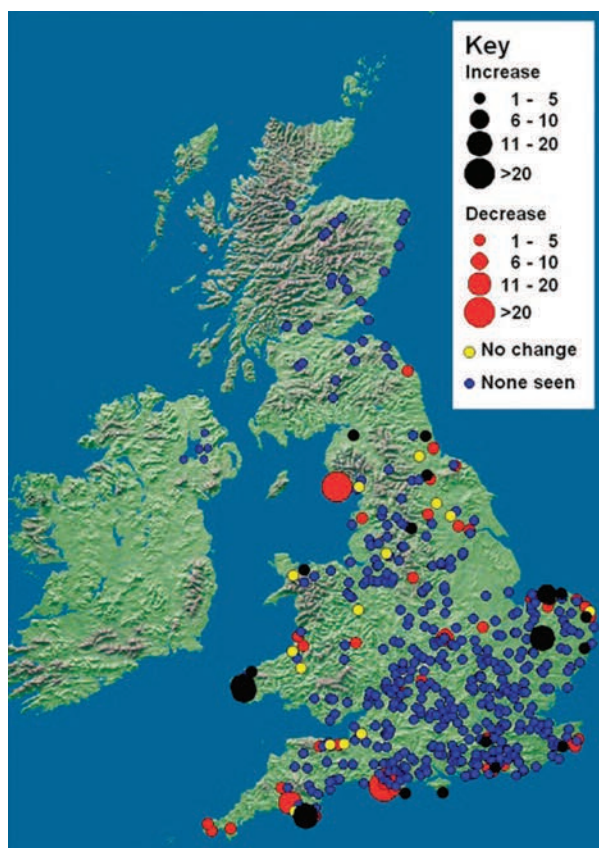 Key
Increase
1 - 5
6 - 10
11 - 20
>20
Decrease
1 - 5
6 - 10
11 - 20
>20
No change
None seen